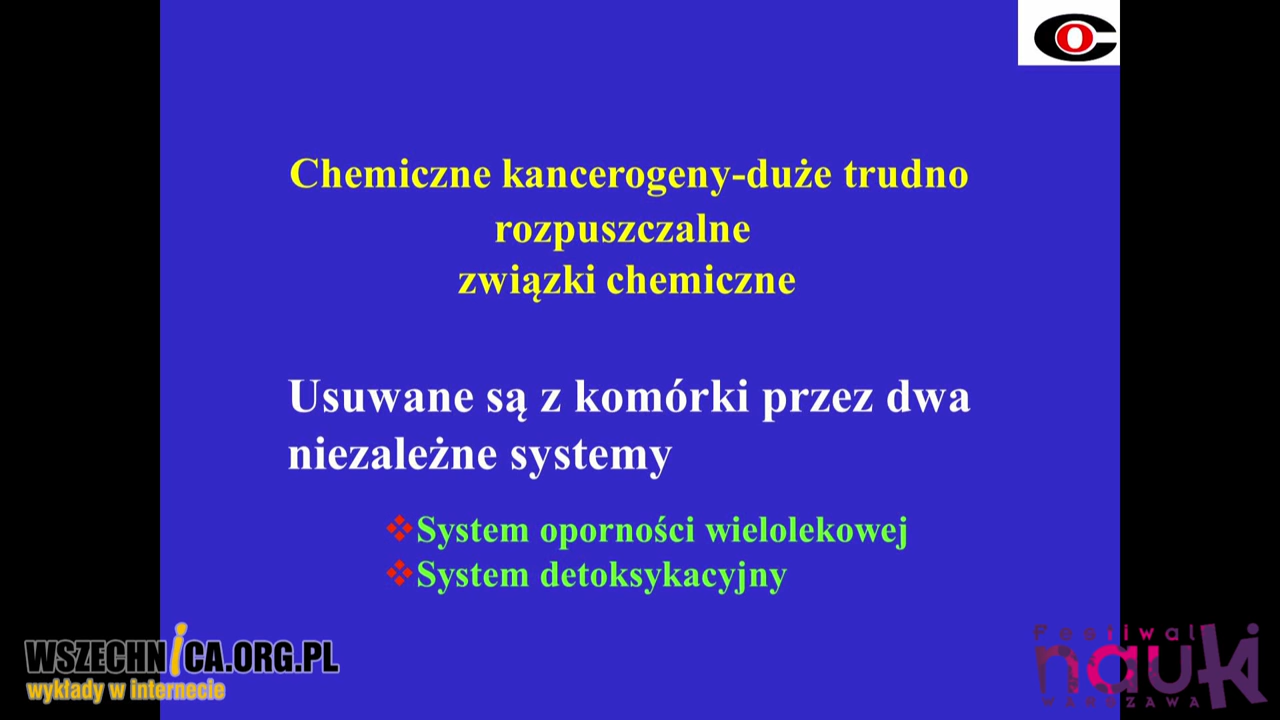 Chemiczne kancerogeny-duże trudno
rozpuszczalne
związki chemiczne
Usuwane są z komórki przez dwa
niezależne systemy
System oporności wielolekowej
System detoksykacyjny
WSZECHNiCA.ORG.PL
wykłady w internecie
Festiwal
nauki
WARSZAWA